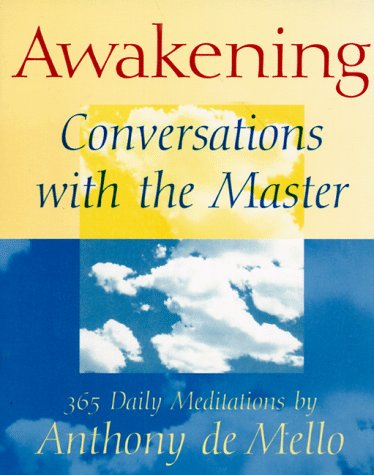 Awakening
Conversations
with the Master
365 Daily Meditations by
Anthony de Mello